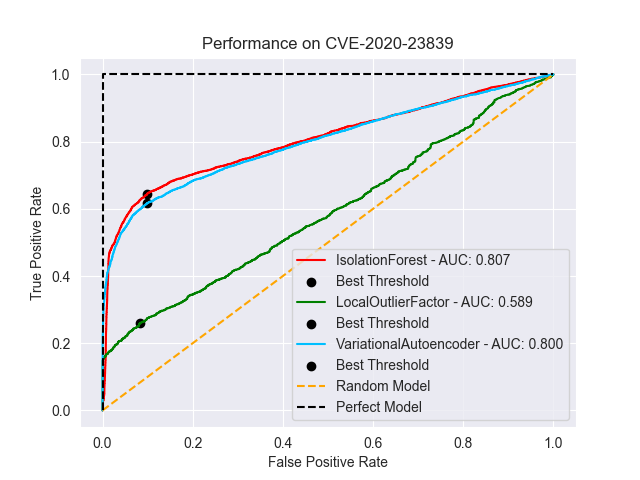 Performance on CVE-2020-23839
True Positive Rate
1.0
0.8
0.6
0.4
0.2
0.0
IsolationForest - AUC: 0.807
Best Threshold
LocalOutlierFactor - AUC: 0.589
Best Threshold
VariationalAutoencoder - AUC: 0.800
Best Threshold
Random Model
Perfect Model
0.0 0.2 0.4 0.6 0.8 1.0
False Positive Rate